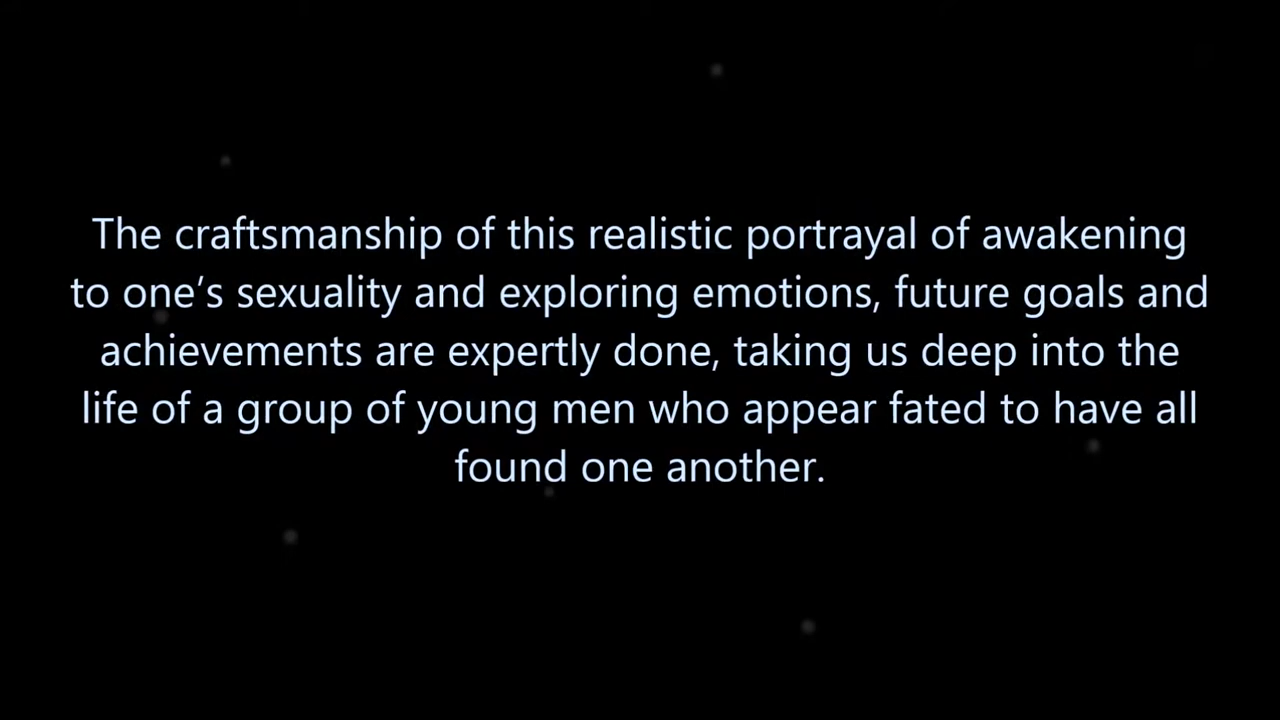 The craftsmanship of this realistic portrayal of awakening
to one’s sexuality and exploring emotions, future goals and
achievements are expertly done, taking us deep into the
life of a group of young men who appear fated to have all
found one another.